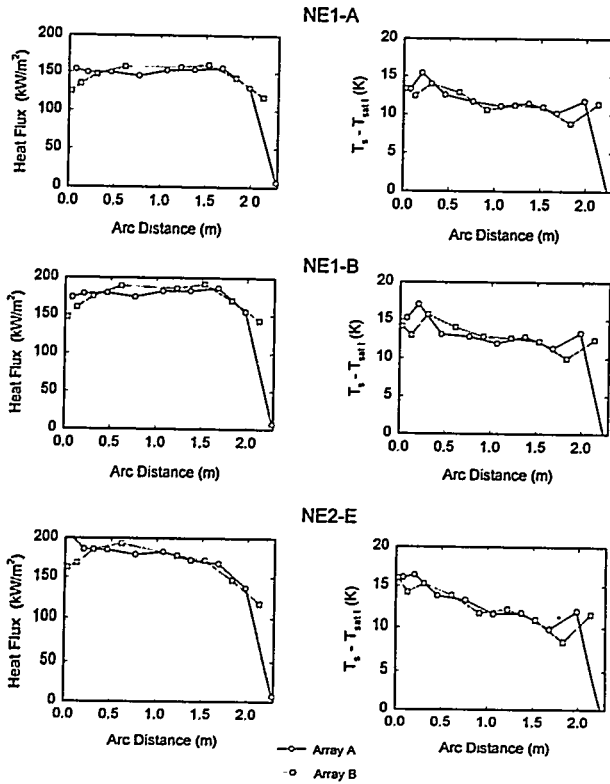 NE1-A
Heat Flux (kW/m²)
200
150
100
50
0
0.0 0.5 1.0 1.5 2 0
Arc Distance (m)
Tₛ - Tₛₐₜₗ (K)
20
15
10
5
0
0.0 0.5 1.0 1.5 2.0
Arc Distance (m)
NE1-B
Heat Flux (kW/m²)
200
150
100
50
0
0.0 0.5 1.0 1.5 2.0
Arc Distance (m)
Tₛ - Tₛₐₜₗ (K)
20
15
10
5
0
0.0 0.5 1.0 1.5 2.0
Arc Distance (m)
NE2-E
Heat Flux (kW/m²)
200
150
100
50
0
0.0 0.5 1.0 1.5 2.0
Arc Distance (m)
Tₛ - Tₛₐₜₗ (K)
20
15
10
5
0
0.0 0.5 1.0 1.5 2.0
Arc Distance (m)
Array A
Array B